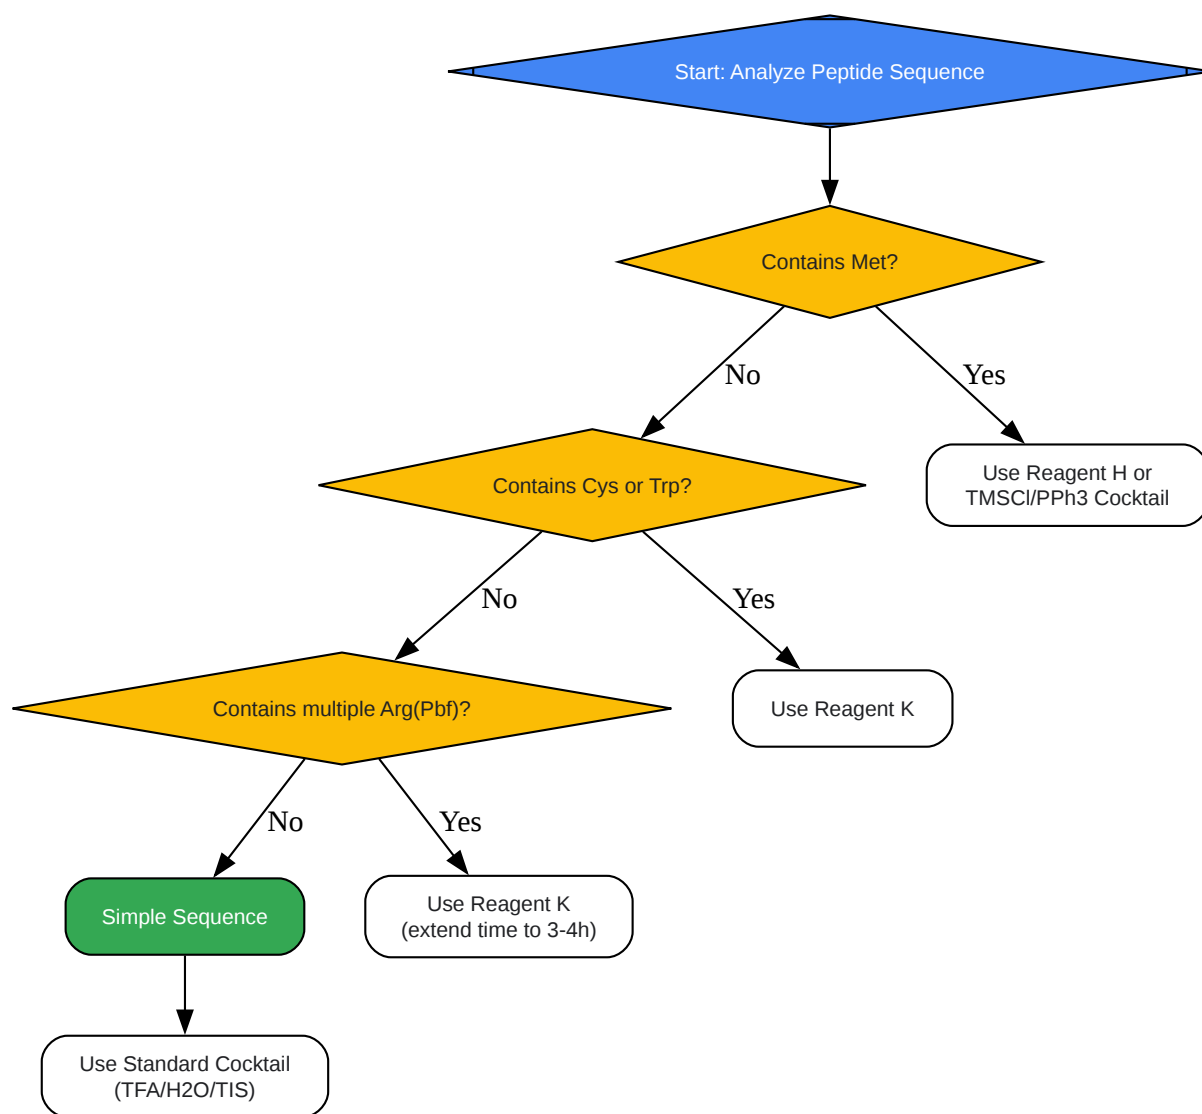 Start: Analyze Peptide Sequence
Contains Met?
No
Yes
Contains Cys or Trp?
Use Reagent H or
TMSCl/PPh3 Cocktail
No
Yes
Contains multiple Arg(Pbf)?
Use Reagent K
No
Yes
Simple Sequence
Use Reagent K
(extend time to 3-4h)
Use Standard Cocktail
(TFA/H2O/TIS)